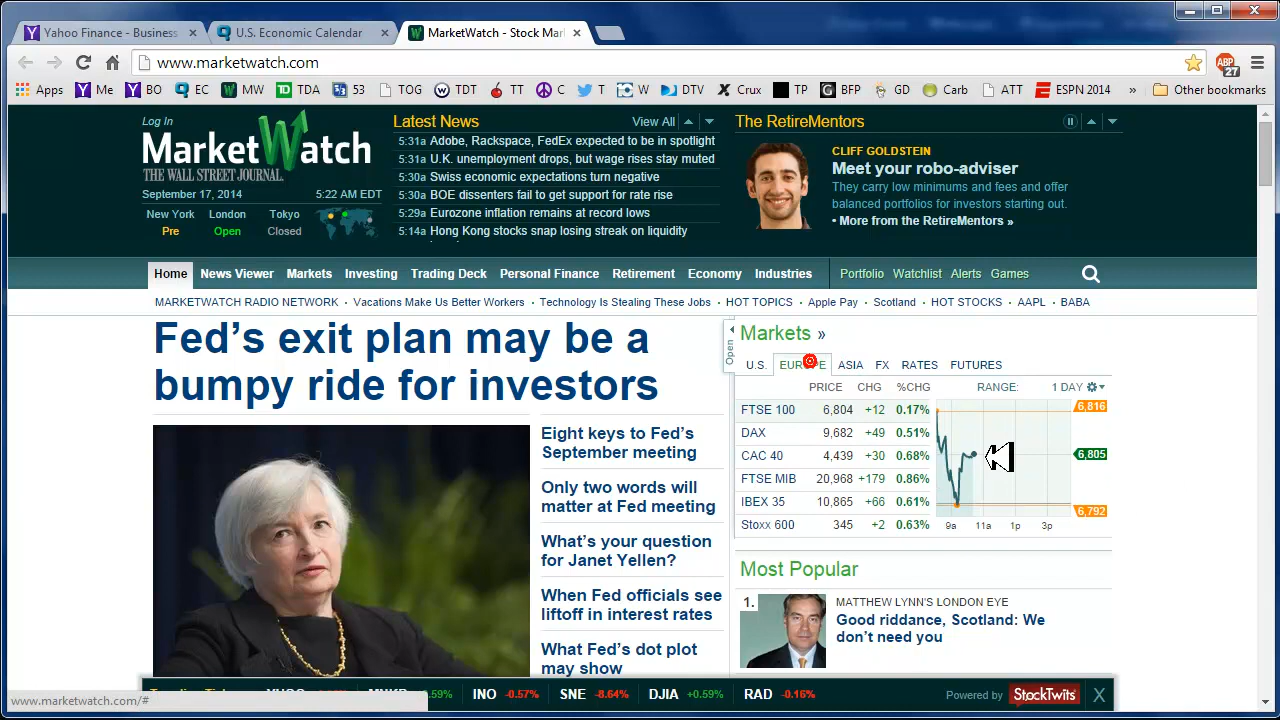 Yahoo Finance - Business
U.S. Economic Calendar
MarketWatch - Stock Mar
www.marketwatch.com
ABP
27
Apps
Me
BO
EC
MW
TDA
53
TOG
TDT
TT
C
T
W
DTV
Crux
TP
GFP
GD
Carb
ATT
ESPN 2014
»
Other bookmarks
Log In
MarketWatch
THE WALL STREET JOURNAL.
September 17, 2014 5:22 AM EDT
New York London Tokyo
Pre Open Closed
Latest News View All
5:31a Adobe, Rackspace, FedEx expected to be in spotlight
5:31a U.K. unemployment drops, but wage rises stay muted
5:30a Swiss economic expectations turn negative
5:30a BOE dissenters fail to get support for rate rise
5:29a Eurozone inflation remains at record lows
5:14a Hong Kong stocks snap losing streak on liquidity
The RetireMentors
CLIFF GOLDSTEIN
Meet your robo-adviser
They carry low minimums and fees and offer
balanced portfolios for investors starting out.
• More from the RetireMentors »
Home News Viewer Markets Investing Trading Deck Personal Finance Retirement Economy Industries Portfolio Watchlist Alerts Games
MARKETWATCH RADIO NETWORK • Vacations Make Us Better Workers • Technology Is Stealing These Jobs • HOT TOPICS • Apple Pay • Scotland • HOT STOCKS • AAPL • BABA
Fed's exit plan may be a
bumpy ride for investors
Eight keys to Fed's
September meeting
Only two words will
matter at Fed meeting
What's your question
for Janet Yellen?
When Fed officials see
liftoff in interest rates
What Fed's dot plot
may show
Open
Markets »
U.S. EUROPE ASIA FX RATES FUTURES
PRICE CHG %CHG RANGE: 1 DAY
FTSE 100 6,804 +12 0.17%
DAX 9,682 +49 0.51%
CAC 40 4,439 +30 0.68%
FTSE MIB 20,968 +179 0.86%
IBEX 35 10,865 +66 0.61%
Stoxx 600 345 +2 0.63%
6,816
6,805
6,792
9a 11a 1p 3p
Most Popular
1.
MATTHEW LYNN'S LONDON EYE
Good riddance, Scotland: We
don't need you
INO -0.57% SNE -8.64% DJIA +0.59% RAD -0.16%
Powered by StockTwits X
www.marketwatch.com/#